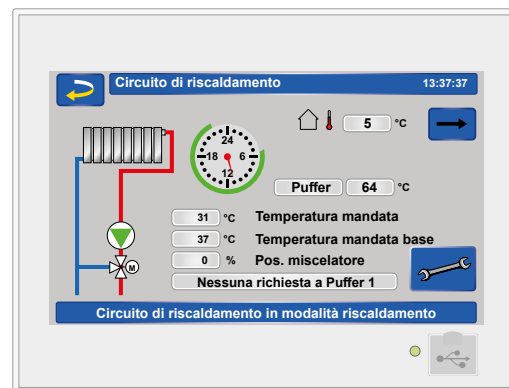 Circuito di riscaldamento 13:37:37
5 °C
24
18 6
12
Puffer 64 °C
31 °C Temperatura mandata
37 °C Temperatura mandata base
0 % Pos. miscelatore
M
Nessuna richiesta a Puffer 1
Circuito di riscaldamento in modalità riscaldamento